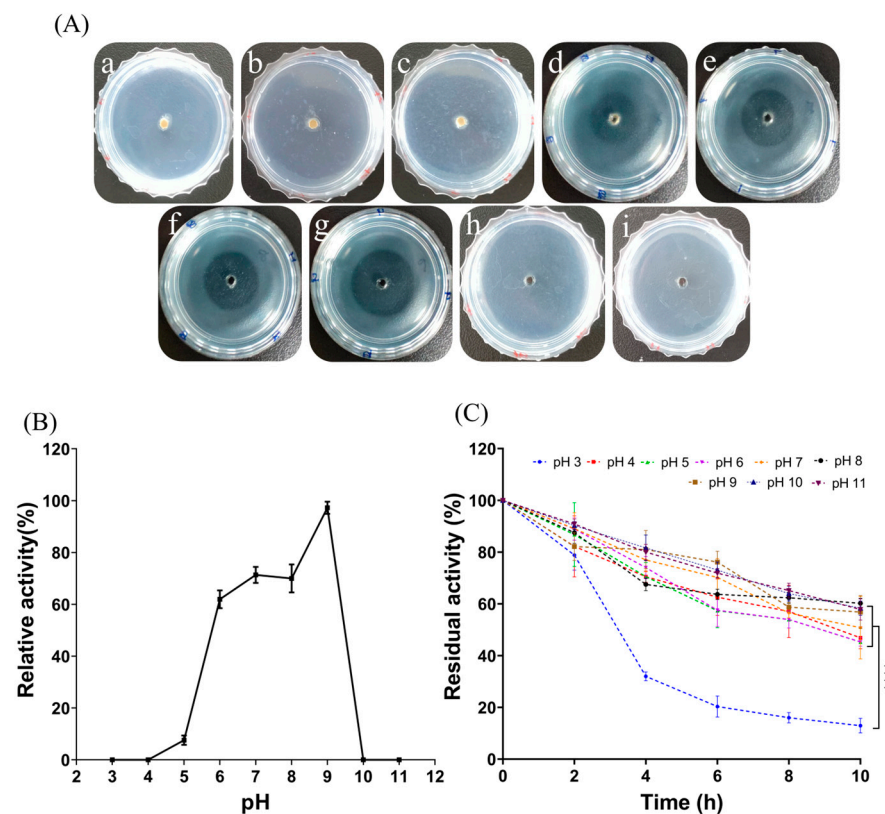 (A)
a b c d e
f g h i
(B)
(C)
120
100
80
60
40
20
0
2 3 4 5 6 7 8 9 10 11 12
Relative activity(%)
pH
120
100
80
60
40
20
0
0 2 4 6 8 10
Residual activity (%)
Time (h)
pH 3 pH 4 pH 5 pH 6 pH 7 pH 8
pH 9 pH 10 pH 11